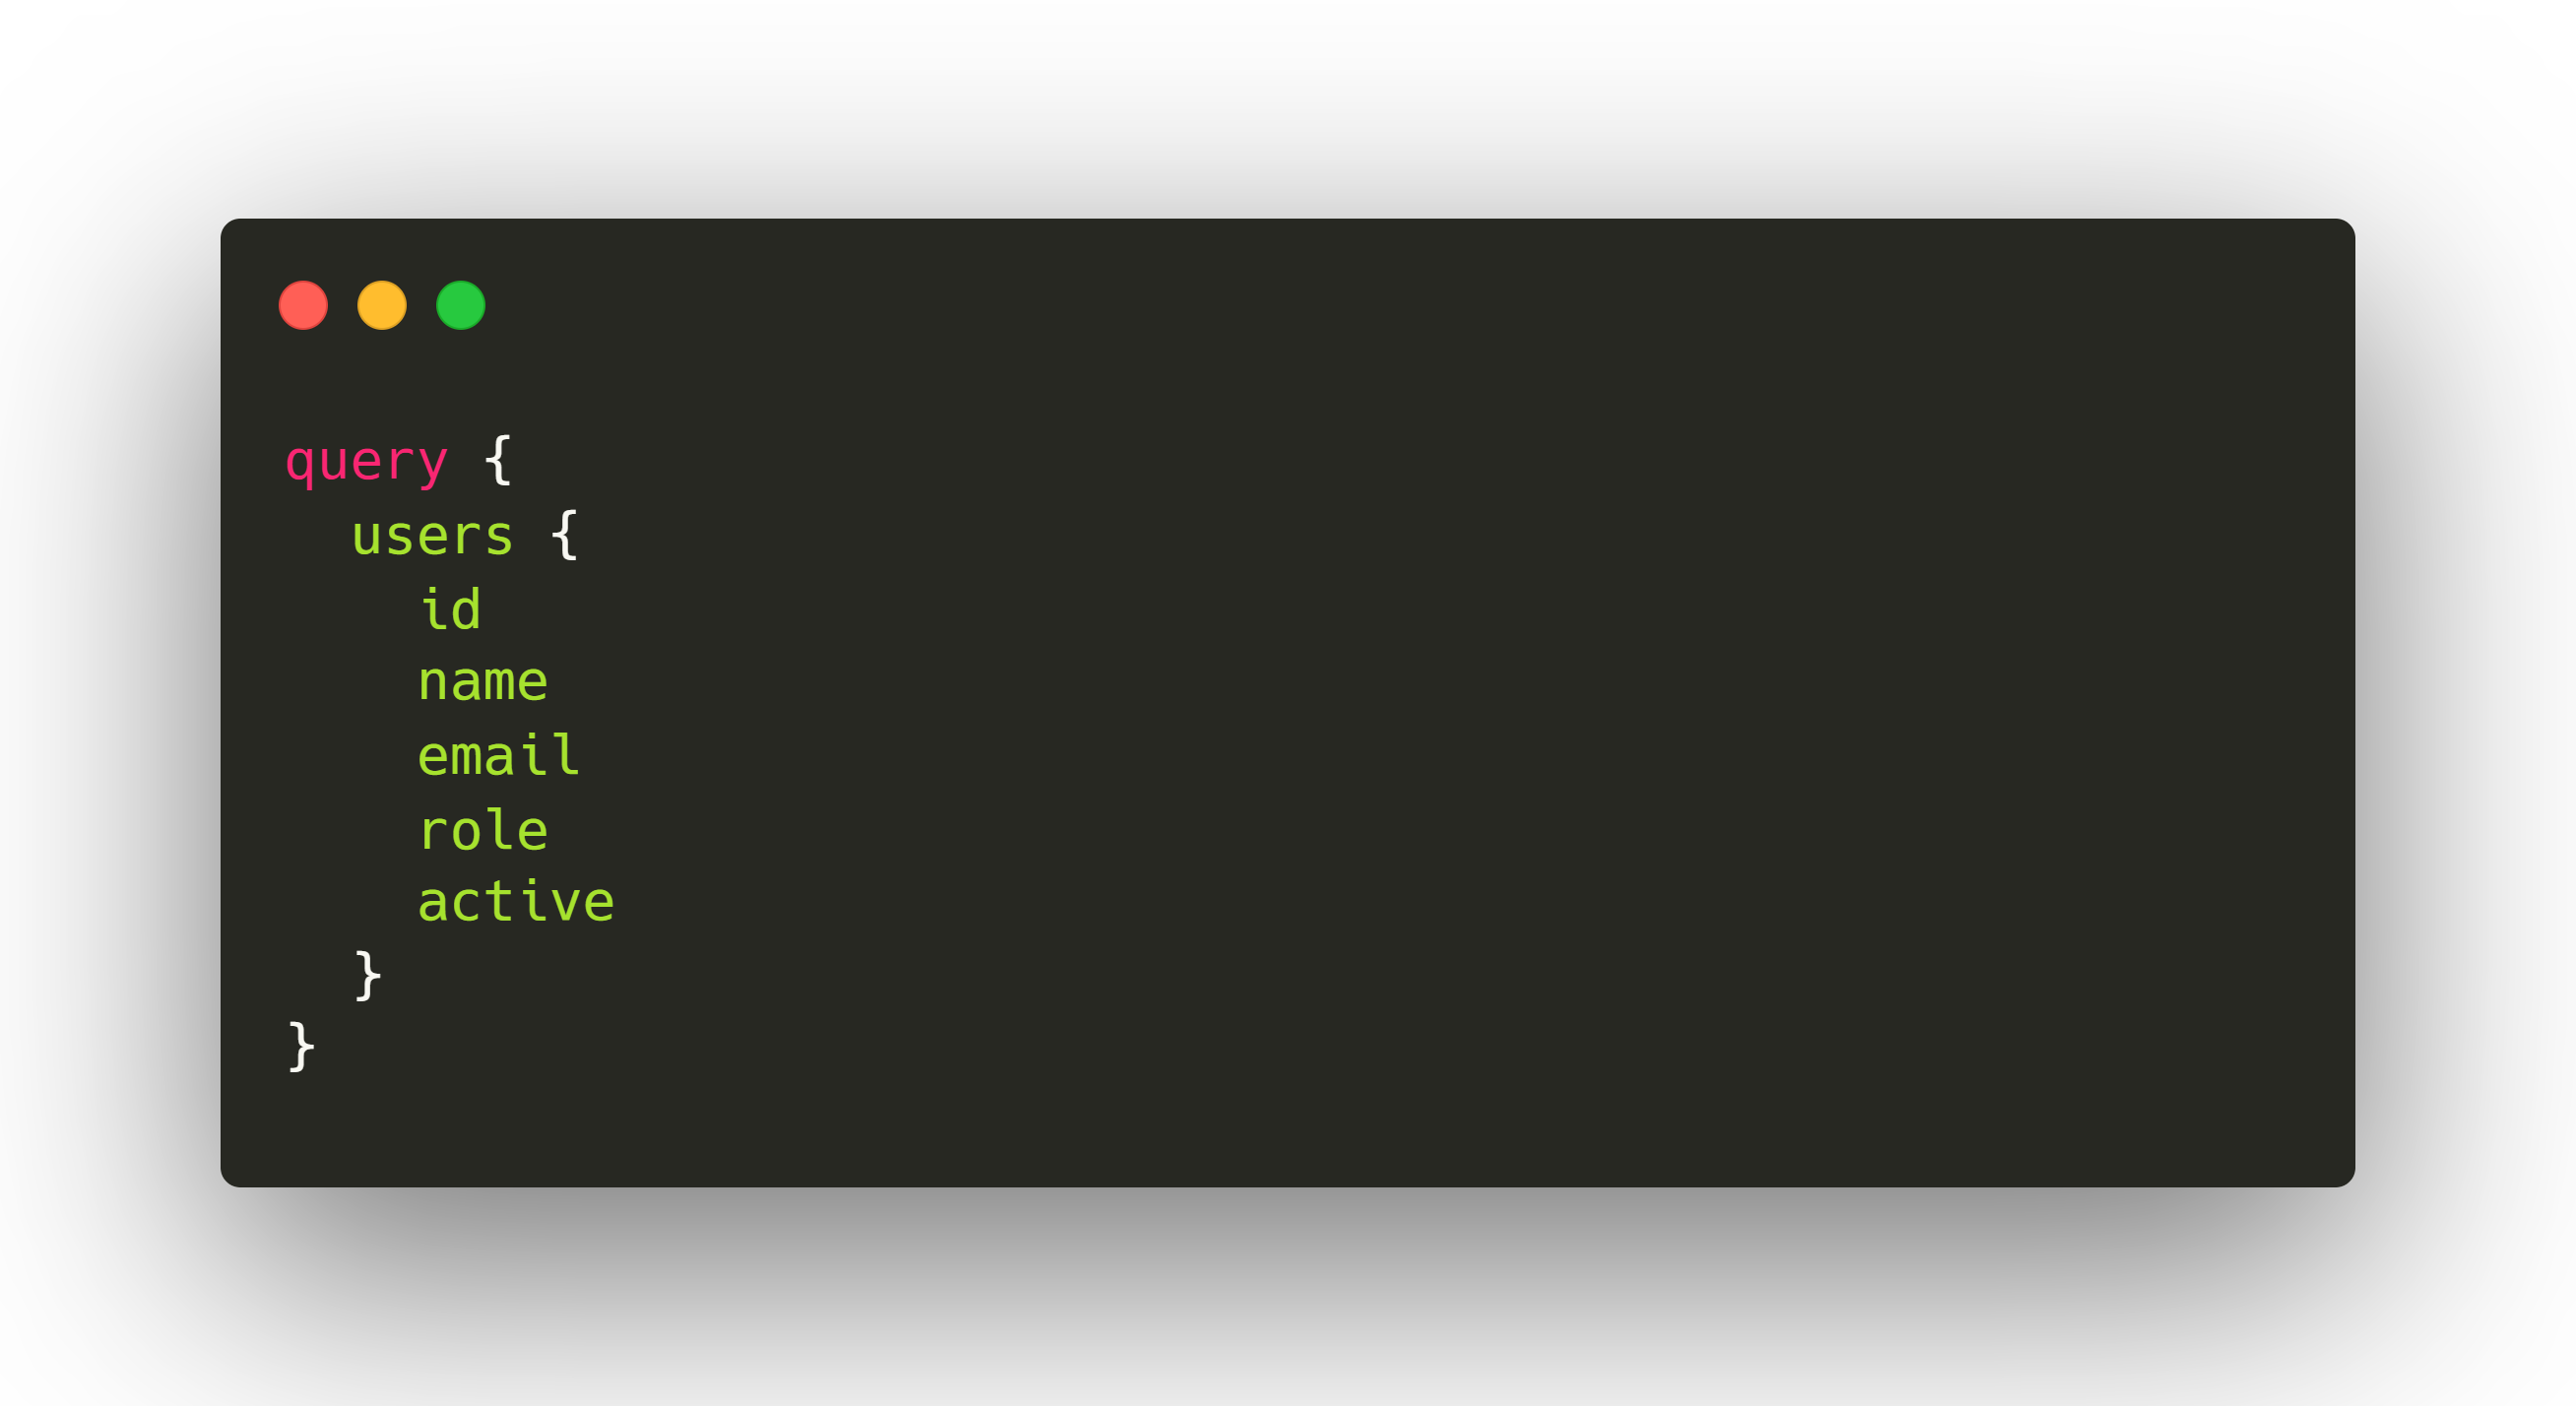 query {
  users {
    id
    name
    email
    role
    active
  }
}